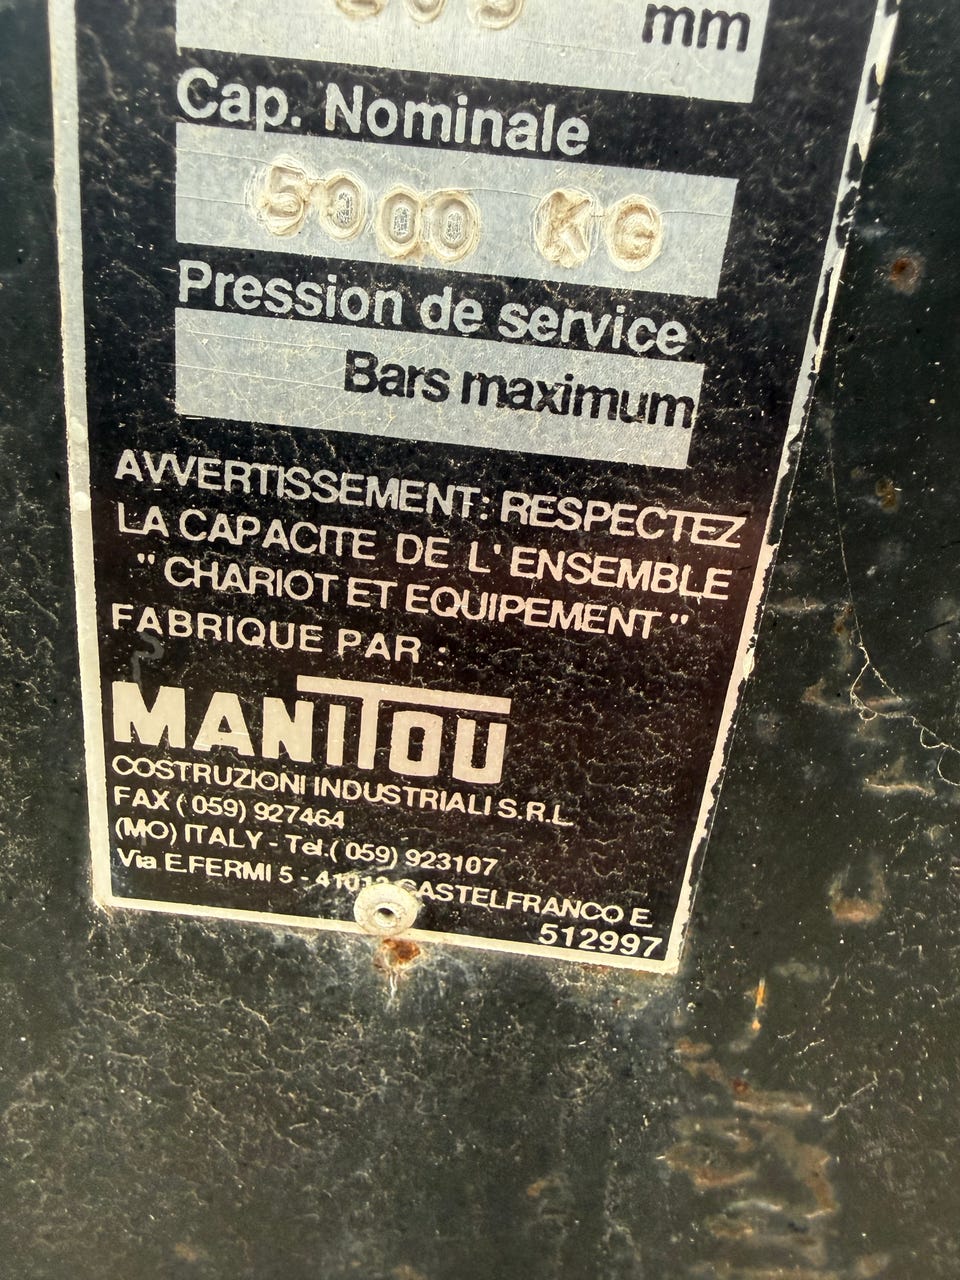 mm
Cap. Nominale
5000 KG
Pression de service
Bars maximum
AVVERTISSEMENT: RESPECTEZ
LA CAPACITE DE L' ENSEMBLE
" CHARIOT ET EQUIPEMENT "
FABRIQUE PAR :
MANITOU
COSTRUZIONI INDUSTRIALI S.R.L.
FAX ( 059) 927464
(MO) ITALY - Tel.( 059) 923107
Via E.FERMI 5 - CASTELFRANCO E
512997